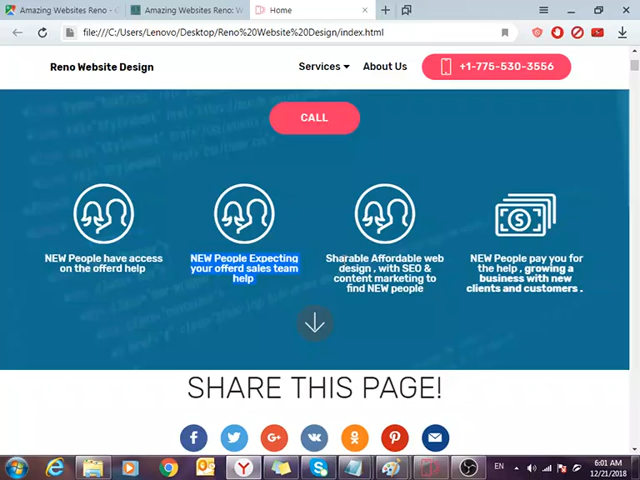 Amazing Websites Reno - G
Amazing Websites Reno: W
Home
file:///C:/Users/Lenovo/Desktop/Reno%20Website%20Design/index.html
Reno Website Design
Services
About Us
+1-775-530-3556
CALL
NEW People have access
on the offerd help
NEW People Expecting
your offerd sales team
help
Sharable Affordable web
design , with SEO &
content marketing to
find NEW people
NEW People pay you for
the help , growing a
business with new
clients and customers .
SHARE THIS PAGE!
EN
6:01 AM
12/21/2018